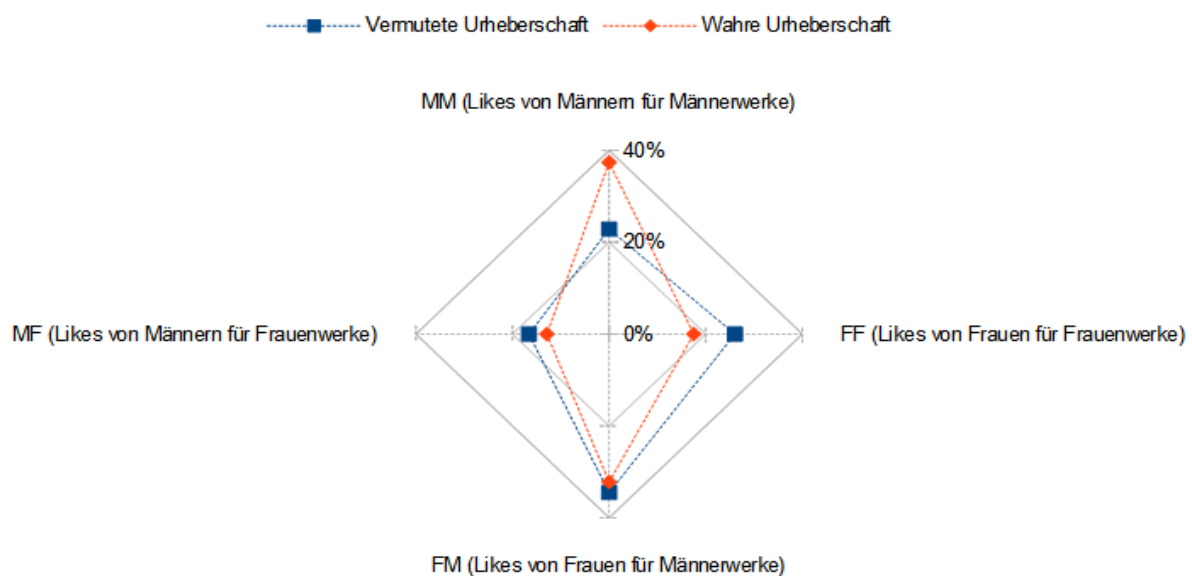 Vermutete Urheberschaft Wahre Urheberschaft
MM (Likes von Männern für Männerwerke)
40%
20%
MF (Likes von Männern für Frauenwerke) 0% FF (Likes von Frauen für Frauenwerke)
FM (Likes von Frauen für Männerwerke)